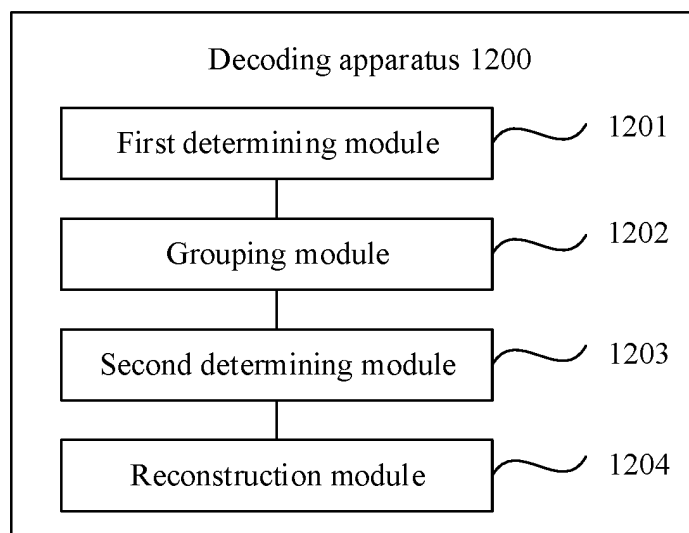 Decoding apparatus 1200
First determining module
1201
Grouping module
1202
Second determining module
1203
Reconstruction module
1204